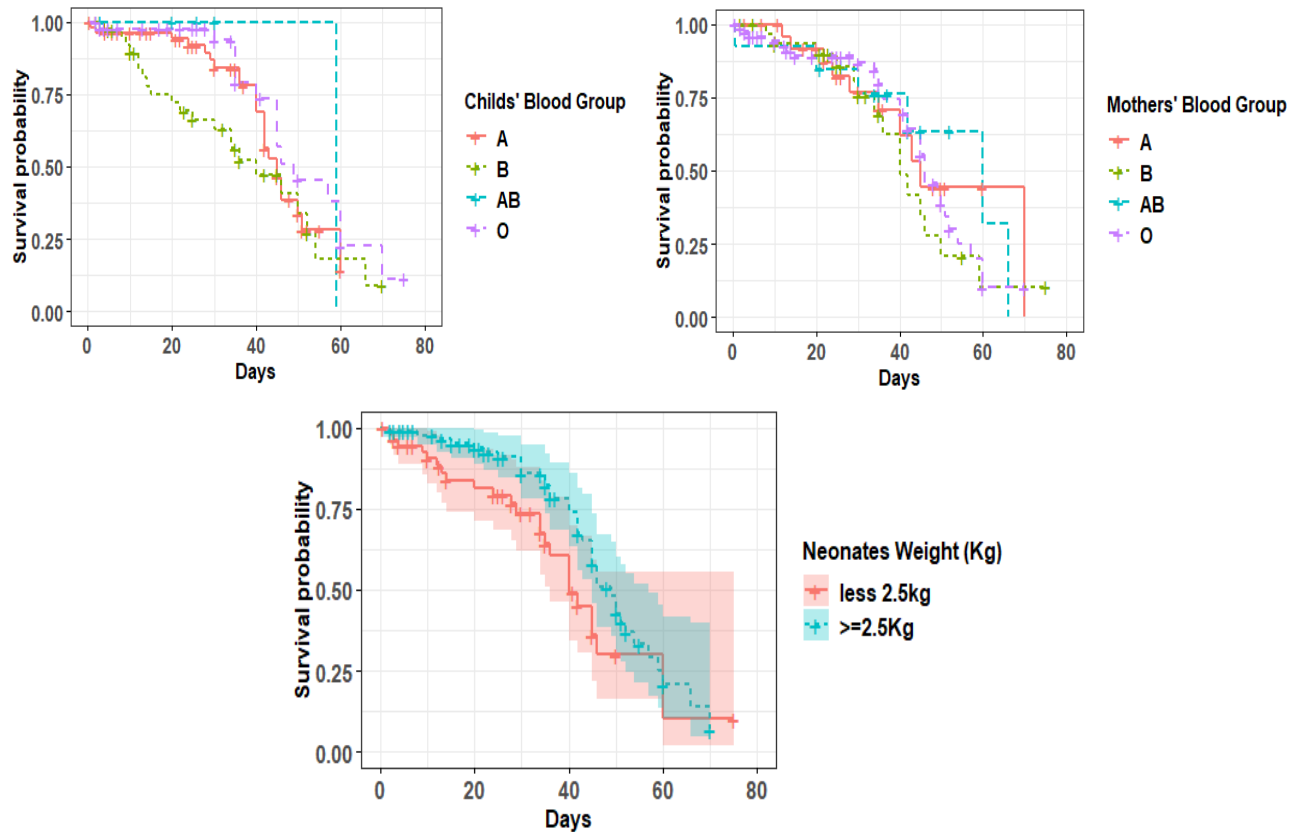 Survival probability
1.00
0.75
0.50
0.25
0.00
0 20 40 60 80
Days
Childs' Blood Group
A
B
AB
O
Survival probability
1.00
0.75
0.50
0.25
0.00
0 20 40 60 80
Days
Mothers' Blood Group
A
B
AB
O
Survival probability
1.00
0.75
0.50
0.25
0.00
0 20 40 60 80
Days
Neonates Weight (Kg)
less 2.5kg
>=2.5Kg